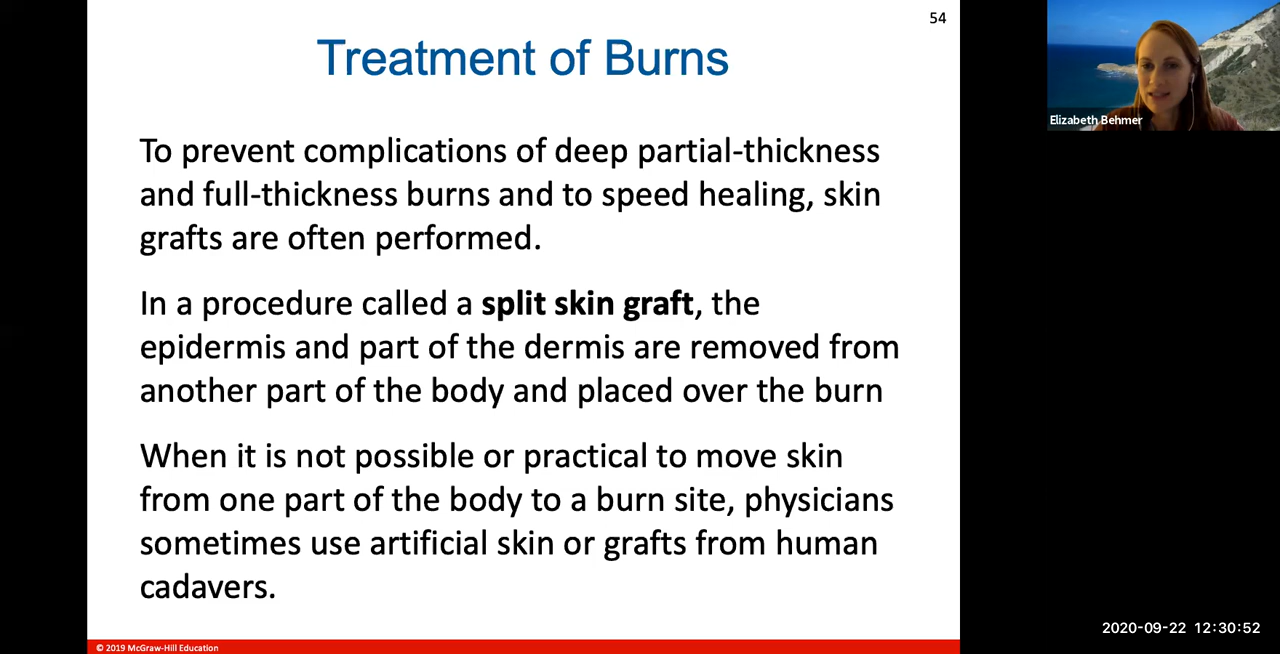 54
Treatment of Burns
Elizabeth Behmer
To prevent complications of deep partial-thickness
and full-thickness burns and to speed healing, skin
grafts are often performed.
In a procedure called a split skin graft, the
epidermis and part of the dermis are removed from
another part of the body and placed over the burn
When it is not possible or practical to move skin
from one part of the body to a burn site, physicians
sometimes use artificial skin or grafts from human
cadavers.
2020-09-22 12:30:52
© 2019 McGraw-Hill Education